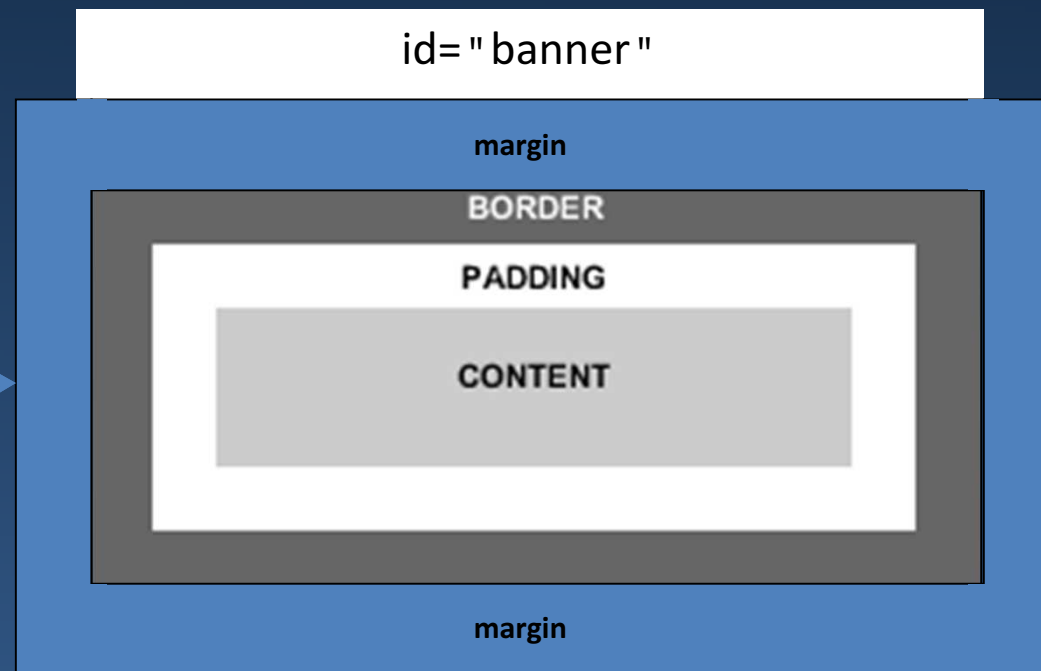 id="banner"
margin
BORDER
PADDING
CONTENT
margin